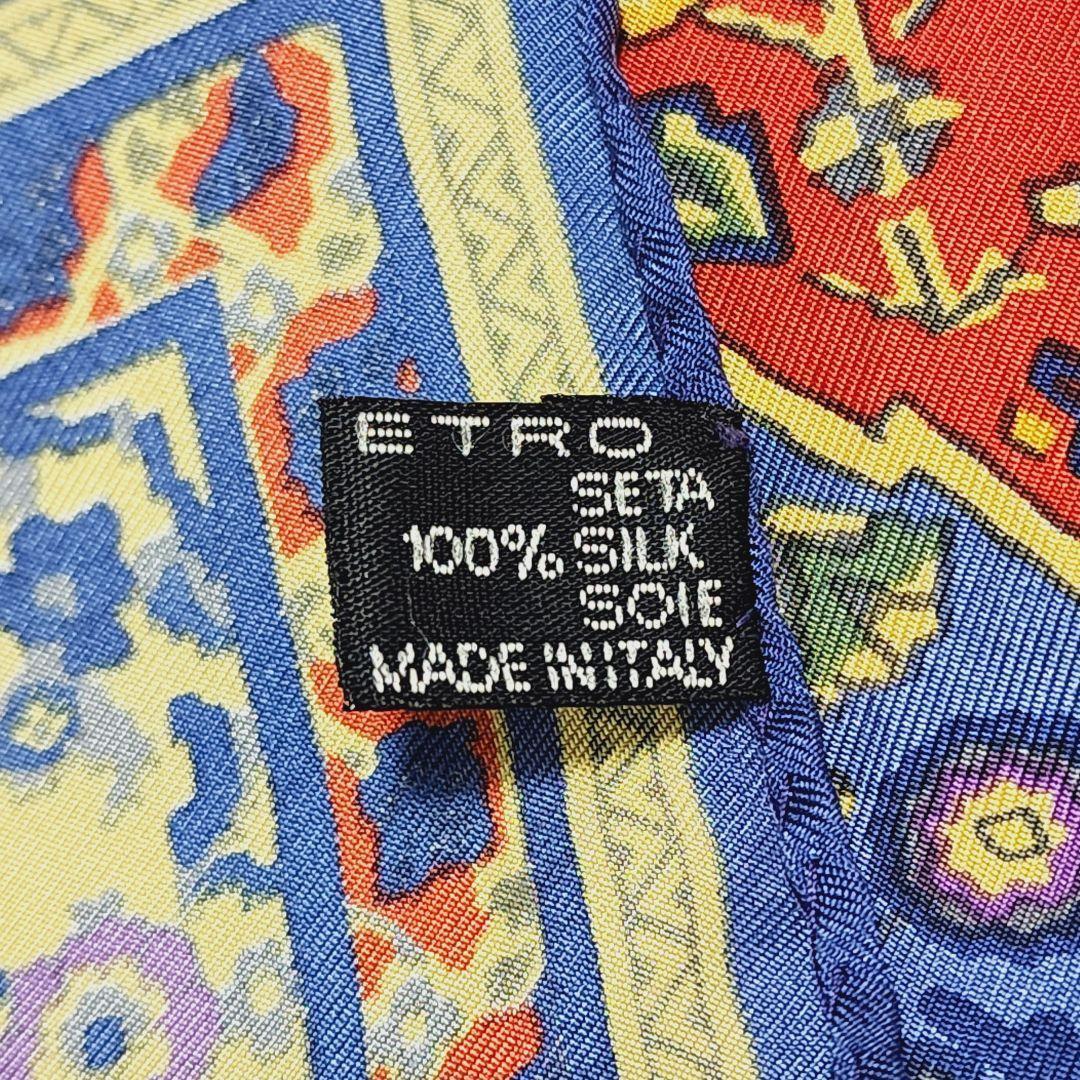 ETRO
SETA
100% SILK
SOIE
MADE IN ITALY